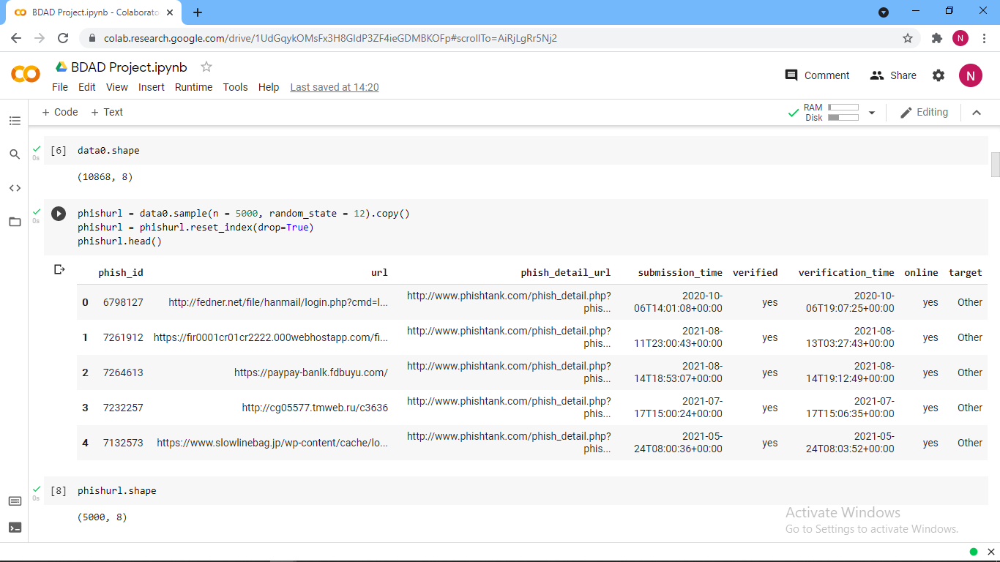 BDAD Project.ipynb - Colaborato
colab.research.google.com/drive/1UdGqykOMsFx3H8GIdP3ZF4ieGDMBKOFp#scrollTo=AiRjLgRr5Nj2
N
BDAD Project.ipynb
Comment Share N
File Edit View Insert Runtime Tools Help Last saved at 14:20
+ Code + Text
RAM
Disk
Editing
[6] data0.shape
0s
(10868, 8)
phishurl = data0.sample(n = 5000, random_state = 12).copy()
0s
phishurl = phishurl.reset_index(drop=True)
phishurl.head()
phish_id url phish_detail_url submission_time verified verification_time online target
0 6798127 http://fedner.net/file/hanmail/login.php?cmd=l... http://www.phishtank.com/phish_detail.php?phis... 2020-10-06T14:01:08+00:00 yes 2020-10-06T19:07:25+00:00 yes Other
1 7261912 https://fir0001cr01cr2222.000webhostapp.com/fi... http://www.phishtank.com/phish_detail.php?phis... 2021-08-11T23:00:43+00:00 yes 2021-08-13T03:27:43+00:00 yes Other
2 7264613 https://paypay-banlk.fdbuyu.com/ http://www.phishtank.com/phish_detail.php?phis... 2021-08-14T18:53:07+00:00 yes 2021-08-14T19:12:49+00:00 yes Other
3 7232257 http://cg05577.tmweb.ru/c3636 http://www.phishtank.com/phish_detail.php?phis... 2021-07-17T15:00:24+00:00 yes 2021-07-17T15:06:35+00:00 yes Other
4 7132573 https://www.slowlinebag.jp/wp-content/cache/lo... http://www.phishtank.com/phish_detail.php?phis... 2021-05-24T08:00:36+00:00 yes 2021-05-24T08:03:52+00:00 yes Other
[8] phishurl.shape
0s
(5000, 8)
Activate Windows
Go to Settings to activate Windows.